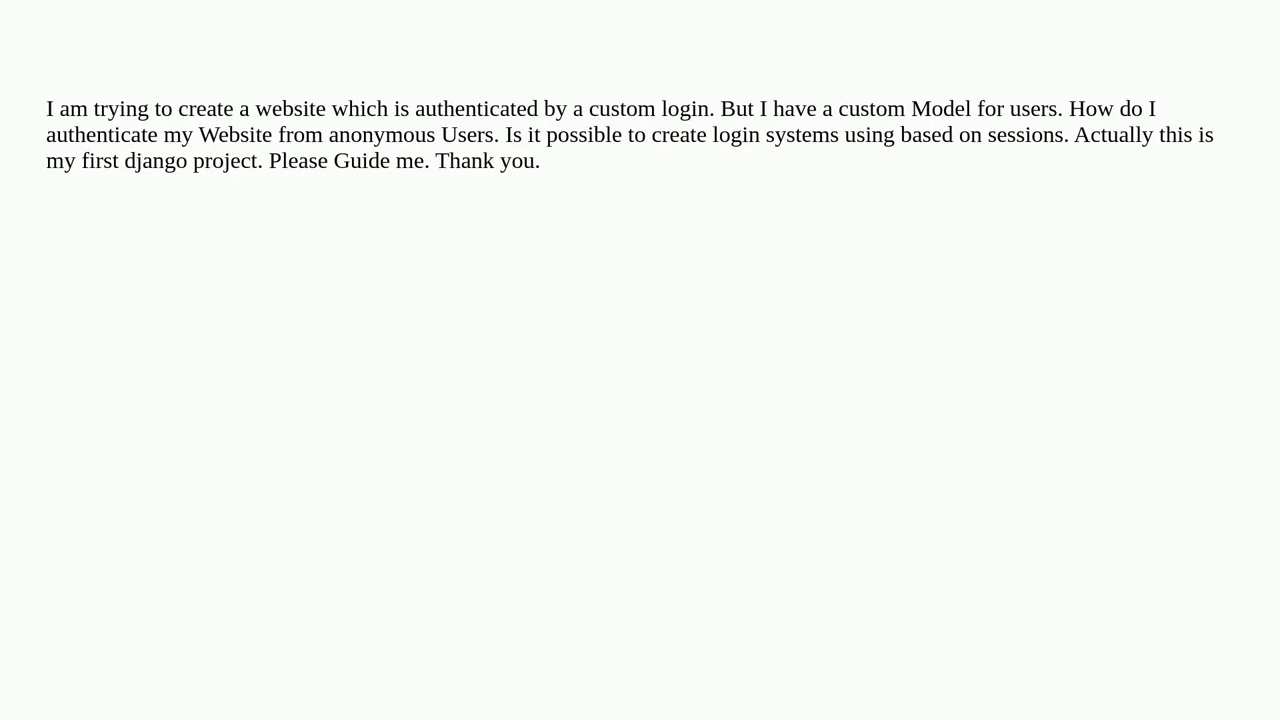 I am trying to create a website which is authenticated by a custom login. But I have a custom Model for users. How do I
authenticate my Website from anonymous Users. Is it possible to create login systems using based on sessions. Actually this is
my first django project. Please Guide me. Thank you.